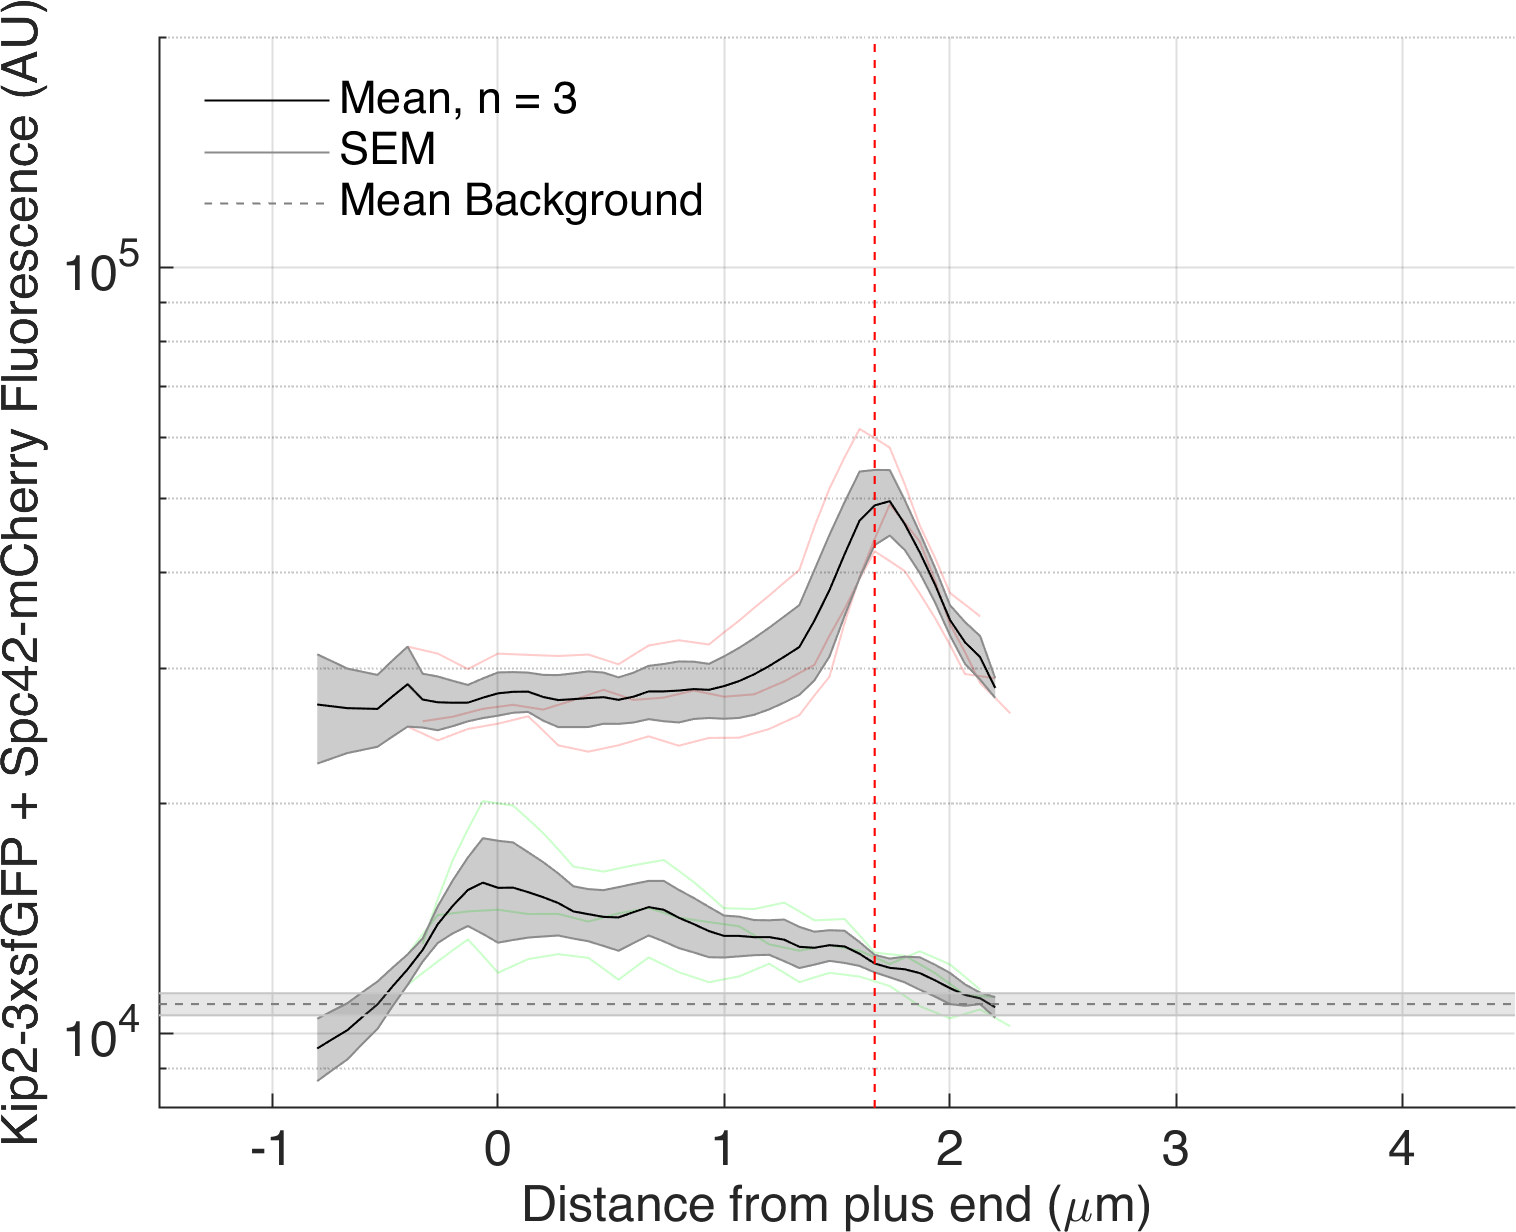 Kip2-3xsfGFP + Spc42-mCherry Fluorescence (AU)
Mean, n = 3
SEM
Mean Background
10^5
10^4
-1 0 1 2 3 4
Distance from plus end (μm)